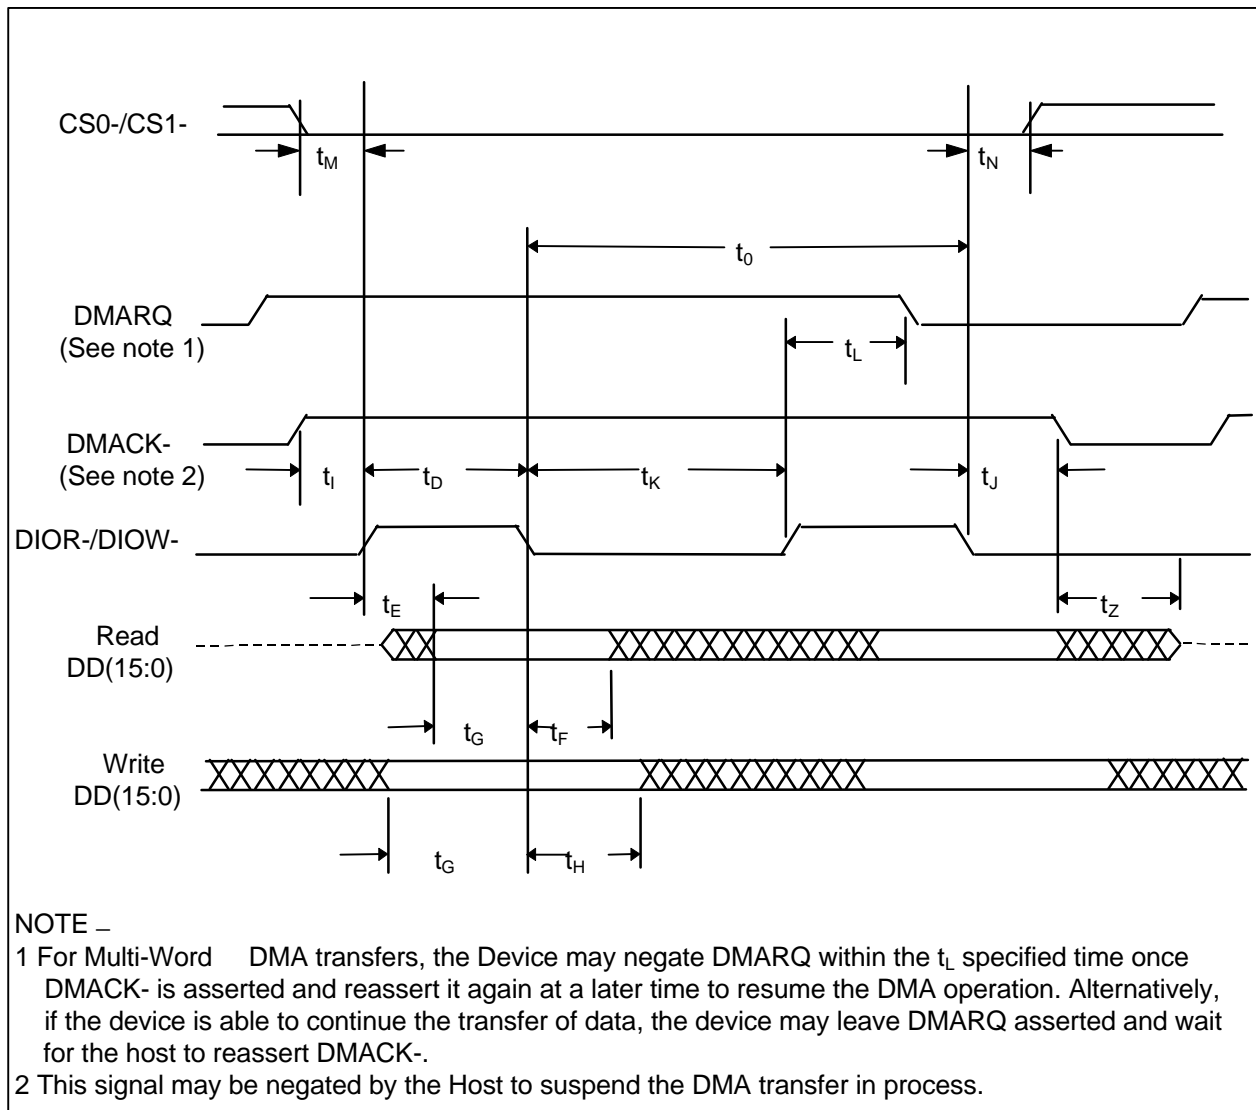 CS0-/CS1-
tM
tN
t0
DMARQ
(See note 1)
tL
DMACK-
(See note 2)
tI
tD
tK
tJ
DIOR-/DIOW-
tE
tZ
Read
DD(15:0)
tG
tF
Write
DD(15:0)
tG
tH
NOTE –
1 For Multi-Word DMA transfers, the Device may negate DMARQ within the tL specified time once
DMACK- is asserted and reassert it again at a later time to resume the DMA operation. Alternatively,
if the device is able to continue the transfer of data, the device may leave DMARQ asserted and wait
for the host to reassert DMACK-.
2 This signal may be negated by the Host to suspend the DMA transfer in process.